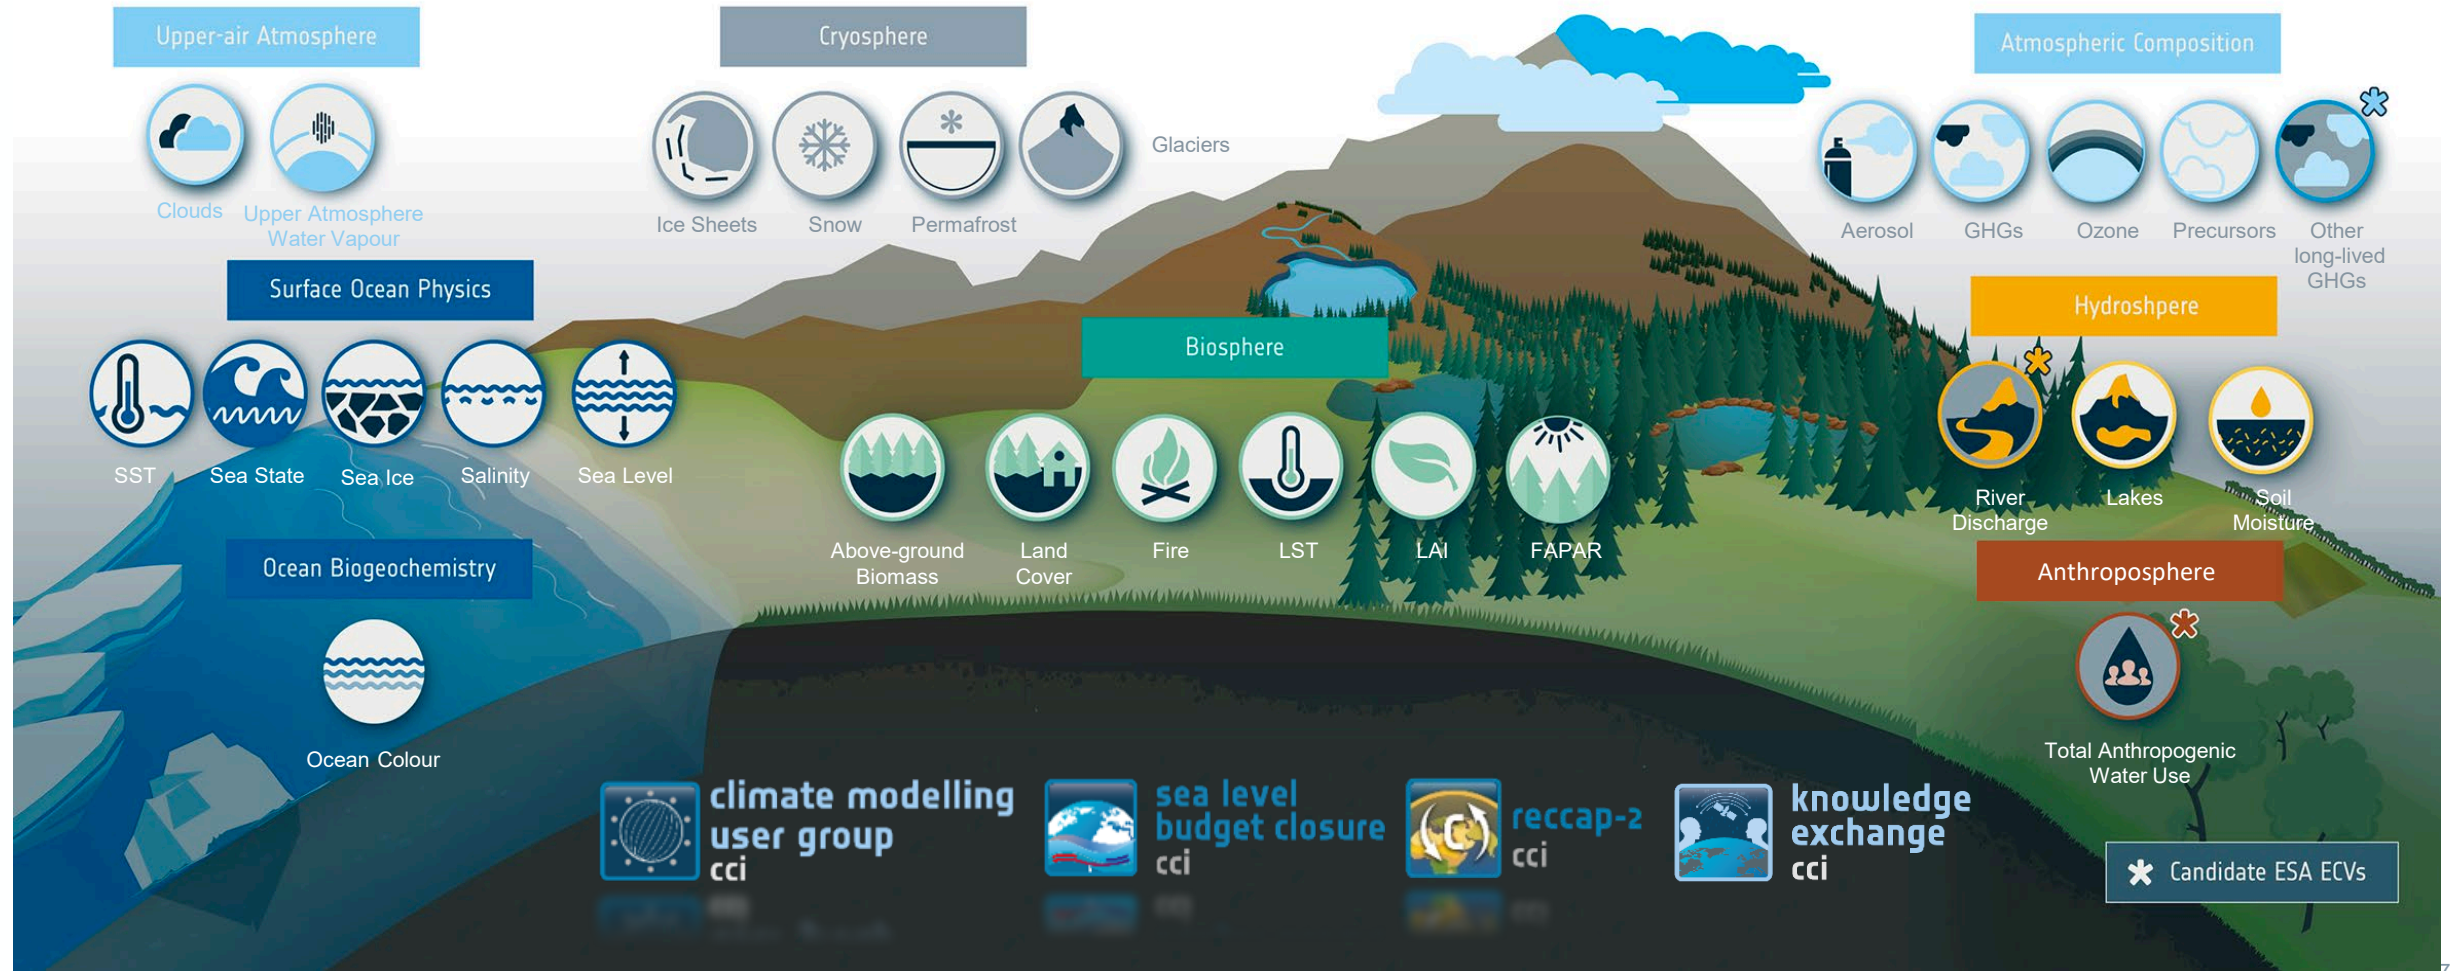 Upper-air Atmosphere
Clouds
Upper Atmosphere
Water Vapour
Cryosphere
Ice Sheets
Snow
Permafrost
Glaciers
Atmospheric Composition
Aerosol
GHGs
Ozone
Precursors
Other
long-lived
GHGs
Surface Ocean Physics
SST
Sea State
Sea Ice
Salinity
Sea Level
Biosphere
Above-ground
Biomass
Land
Cover
Fire
LST
LAI
FAPAR
Hydroshpere
River
Discharge
Lakes
Soil
Moisture
Ocean Biogeochemistry
Ocean Colour
Anthroposphere
Total Anthropogenic
Water Use
climate modelling
user group
cci
sea level
budget closure
cci
C
reccap-2
cci
knowledge
exchange
cci
* Candidate ESA ECVs
7